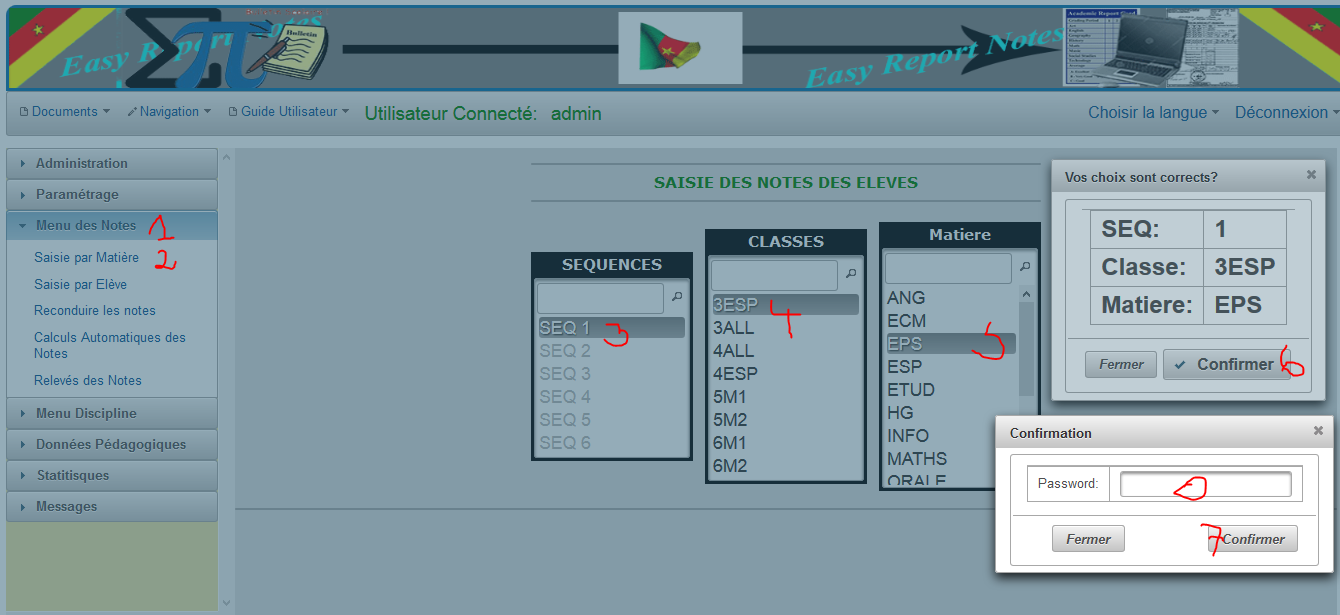 Easy Report Notes
Bulletin
Easy Report Notes
Academic Report Card
Documents
Navigation
Guide Utilisateur
Utilisateur Connecté: admin
Choisir la langue
Déconnexion
Administration
Paramétrage
Menu des Notes 1
Saisie par Matière 2
Saisie par Elève
Reconduire les notes
Calculs Automatiques des
Notes
Relevés des Notes
Menu Discipline
Données Pédagogiques
Statitisques
Messages
SAISIE DES NOTES DES ELEVES
SEQUENCES
SEQ 1 3
SEQ 2
SEQ 3
SEQ 4
SEQ 5
SEQ 6
CLASSES
3ESP 4
3ALL
4ALL
4ESP
5M1
5M2
6M1
6M2
Matiere
ANG
ECM
EPS 5
ESP
ETUD
HG
INFO
MATHS
ORALE
Vos choix sont corrects?
SEQ: 1
Classe: 3ESP
Matiere: EPS
Fermer
Confirmer 6
Confirmation
Password:
Fermer
7 Confirmer